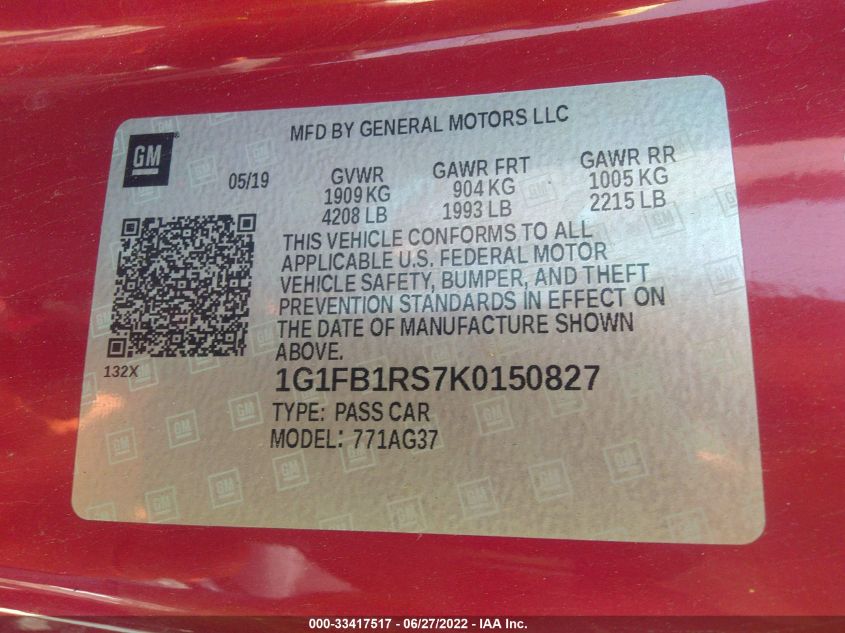 MFD BY GENERAL MOTORS LLC
GM®
05/19
GVWR
1909 KG
4208 LB
GAWR FRT
904 KG
1993 LB
GAWR RR
1005 KG
2215 LB
THIS VEHICLE CONFORMS TO ALL
APPLICABLE U.S. FEDERAL MOTOR
VEHICLE SAFETY, BUMPER, AND THEFT
PREVENTION STANDARDS IN EFFECT ON
THE DATE OF MANUFACTURE SHOWN
ABOVE.
132X
1G1FB1RS7K0150827
TYPE: PASS CAR
MODEL: 771AG37
000-33417517 - 06/27/2022 - IAA Inc.